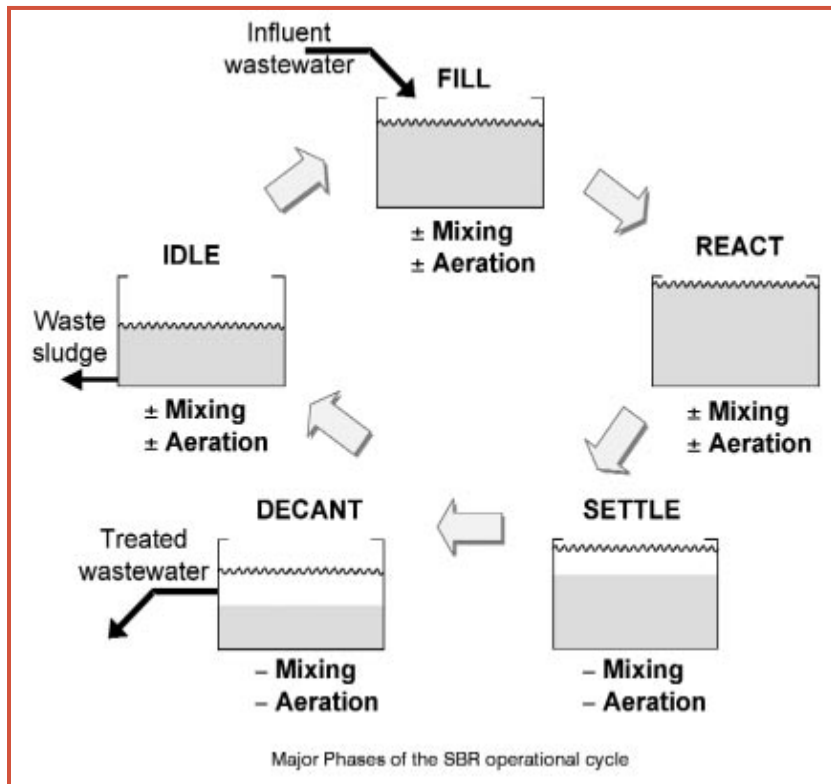 Influent
wastewater
FILL
± Mixing
± Aeration
REACT
± Mixing
± Aeration
SETTLE
– Mixing
– Aeration
DECANT
Treated
wastewater
– Mixing
– Aeration
IDLE
Waste
sludge
± Mixing
± Aeration
Major Phases of the SBR operational cycle